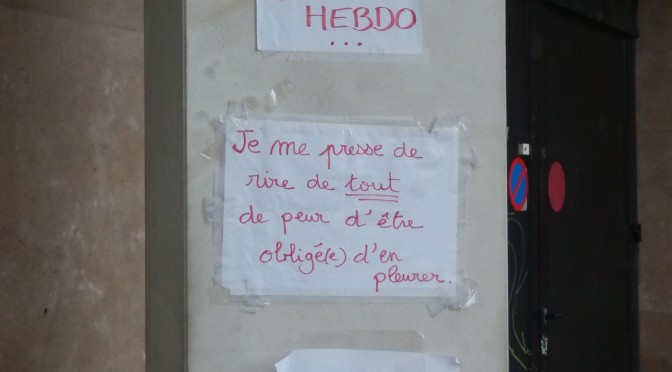 HEBDO
...
Je me presse de
rire de tout
de peur d'être
obligé(e) d'en
pleurer.